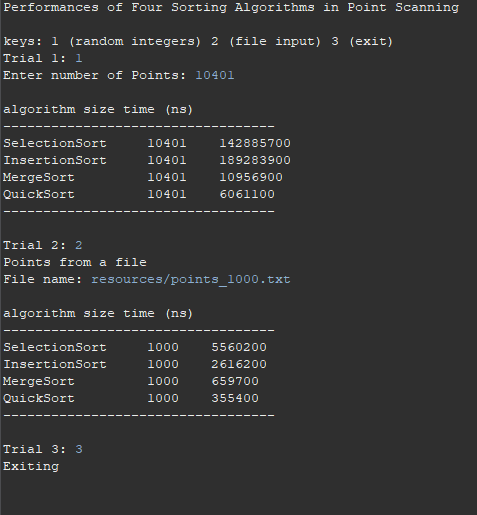 Performances of Four Sorting Algorithms in Point Scanning
keys: 1 (random integers) 2 (file input) 3 (exit)
Trial 1: 1
Enter number of Points: 10401
algorithm size time (ns)
----------------------------------
SelectionSort 10401 142885700
InsertionSort 10401 189283900
MergeSort 10401 10956900
QuickSort 10401 6061100
----------------------------------
Trial 2: 2
Points from a file
File name: resources/points_1000.txt
algorithm size time (ns)
----------------------------------
SelectionSort 1000 5560200
InsertionSort 1000 2616200
MergeSort 1000 659700
QuickSort 1000 355400
----------------------------------
Trial 3: 3
Exiting